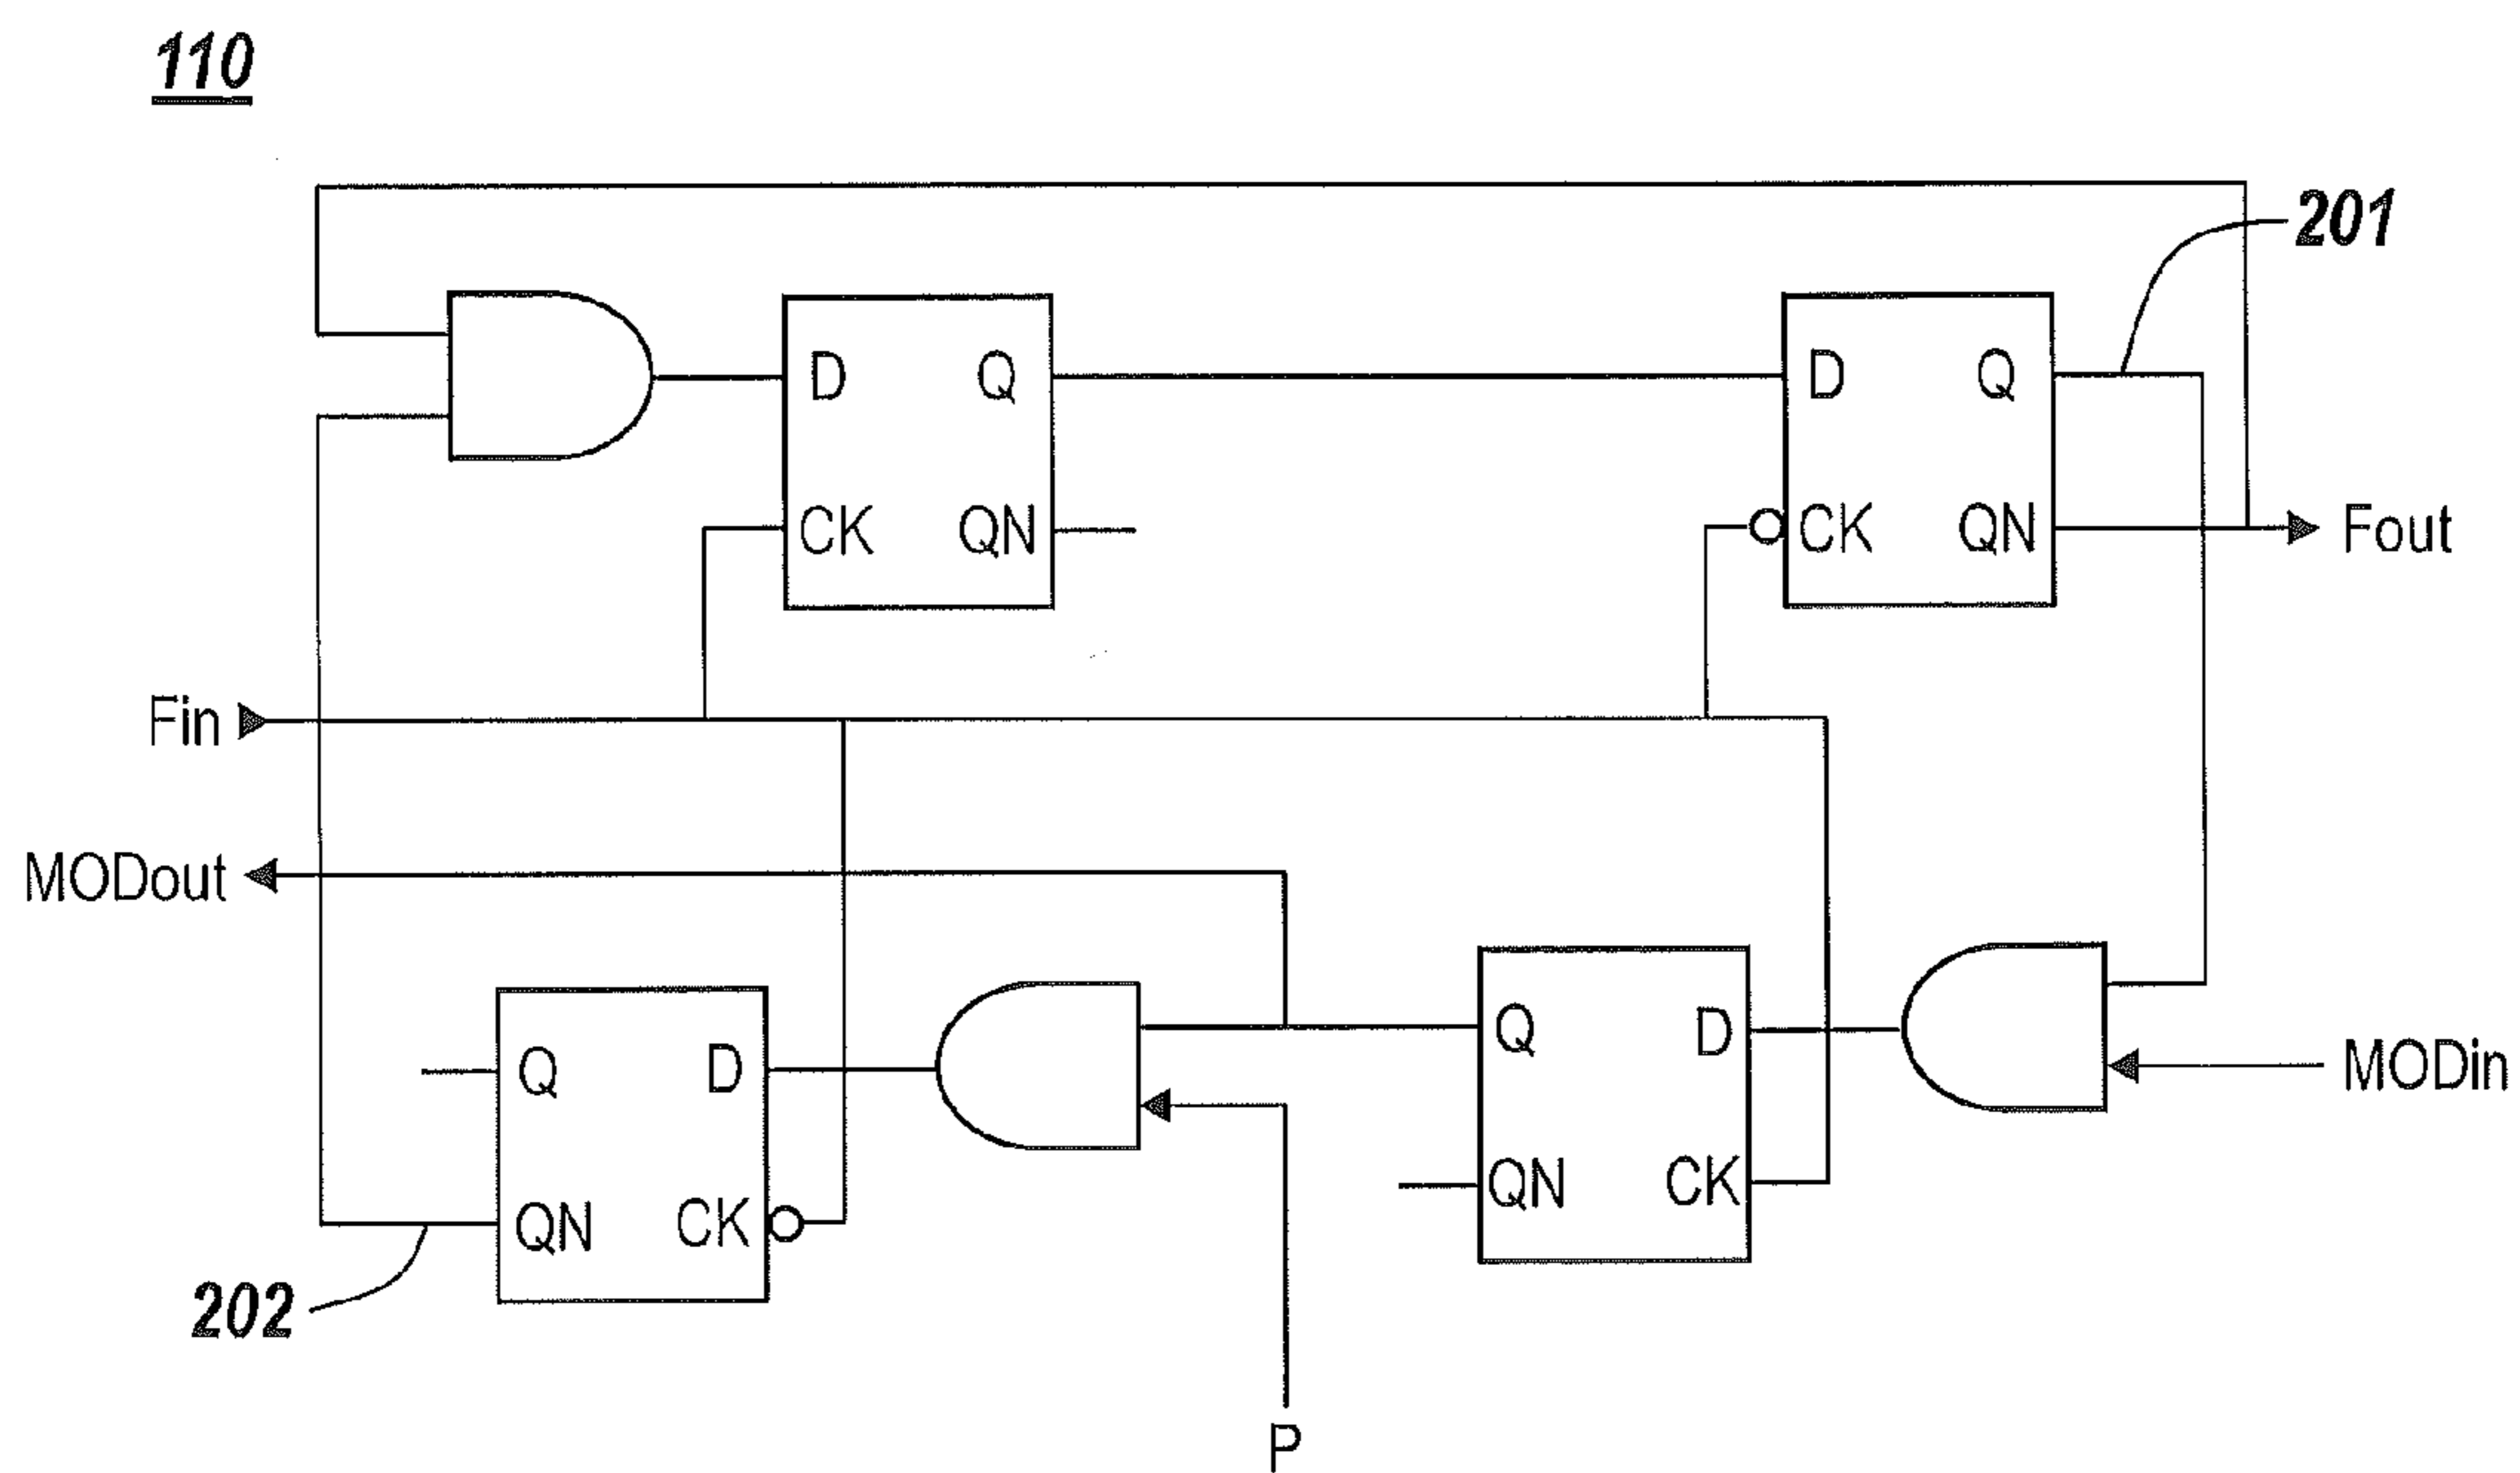 110
201
D Q
CK QN
D Q
CK QN
Fout
Fin
MODout
Q D
QN CK
Q D
QN CK
MODin
202
P